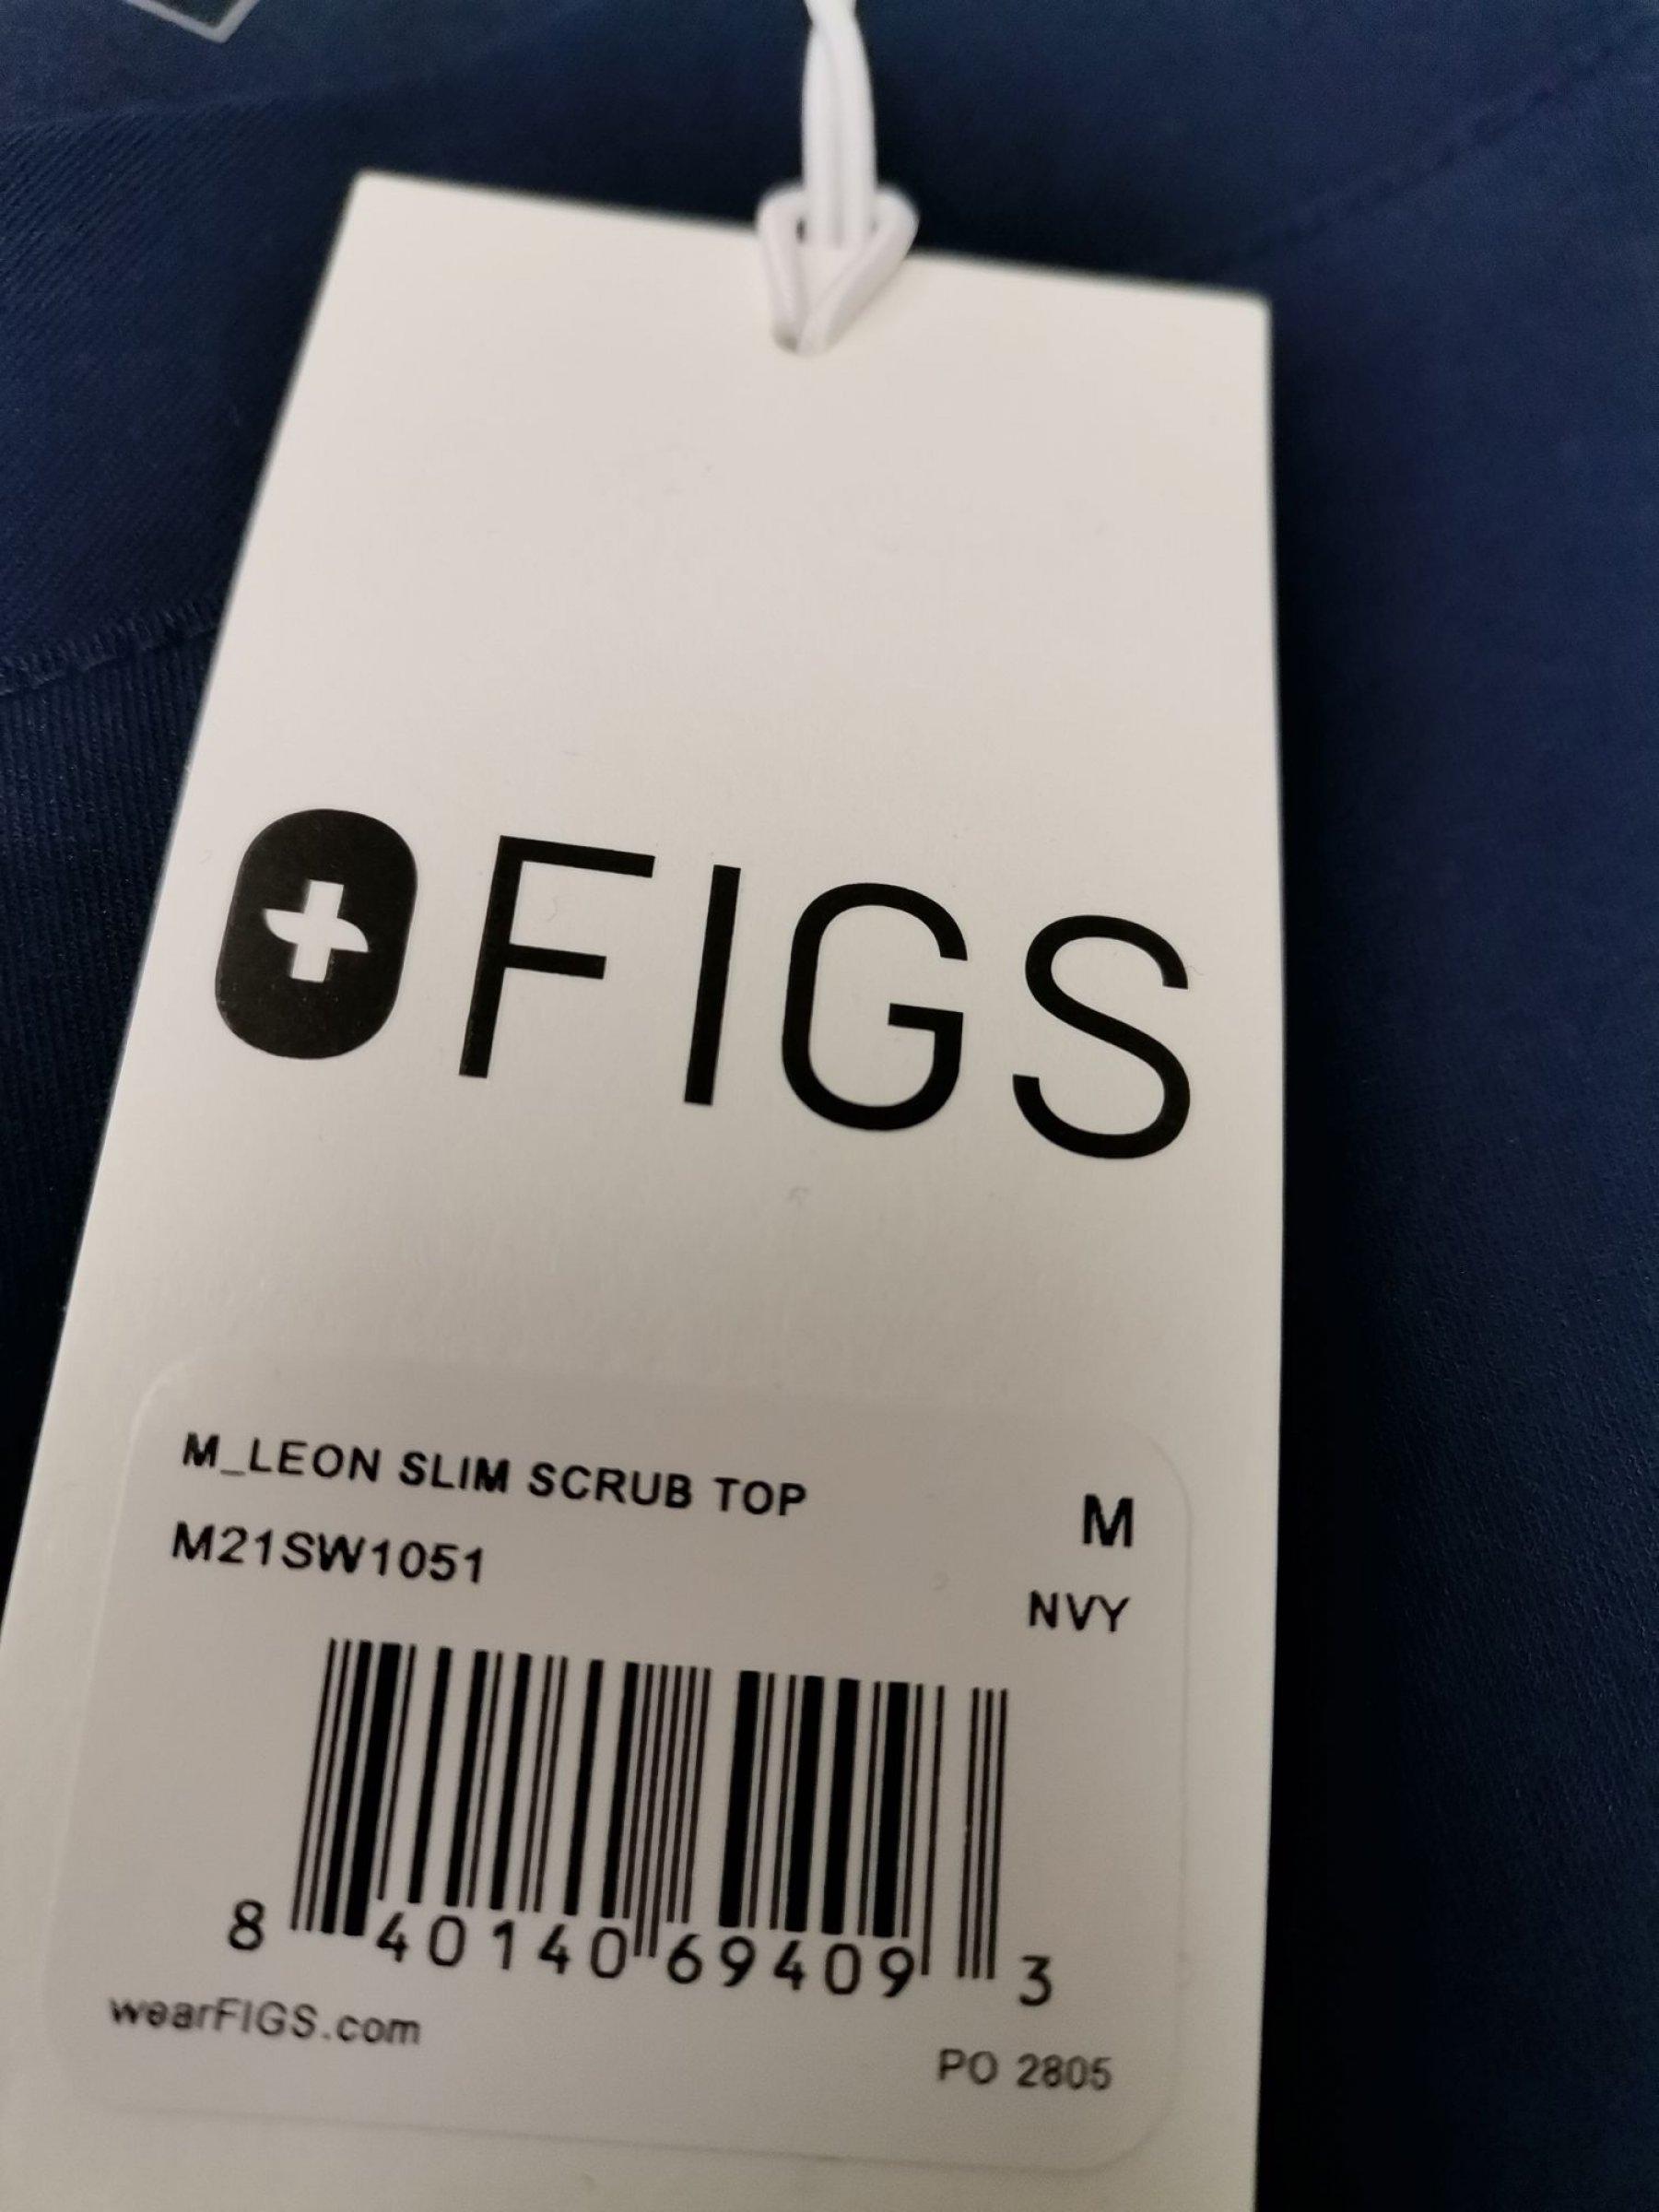 FIGS
M_LEON SLIM SCRUB TOP
M
M21SW1051
NVY
8 40140 69409 3
wearFIGS.com
PO 2805